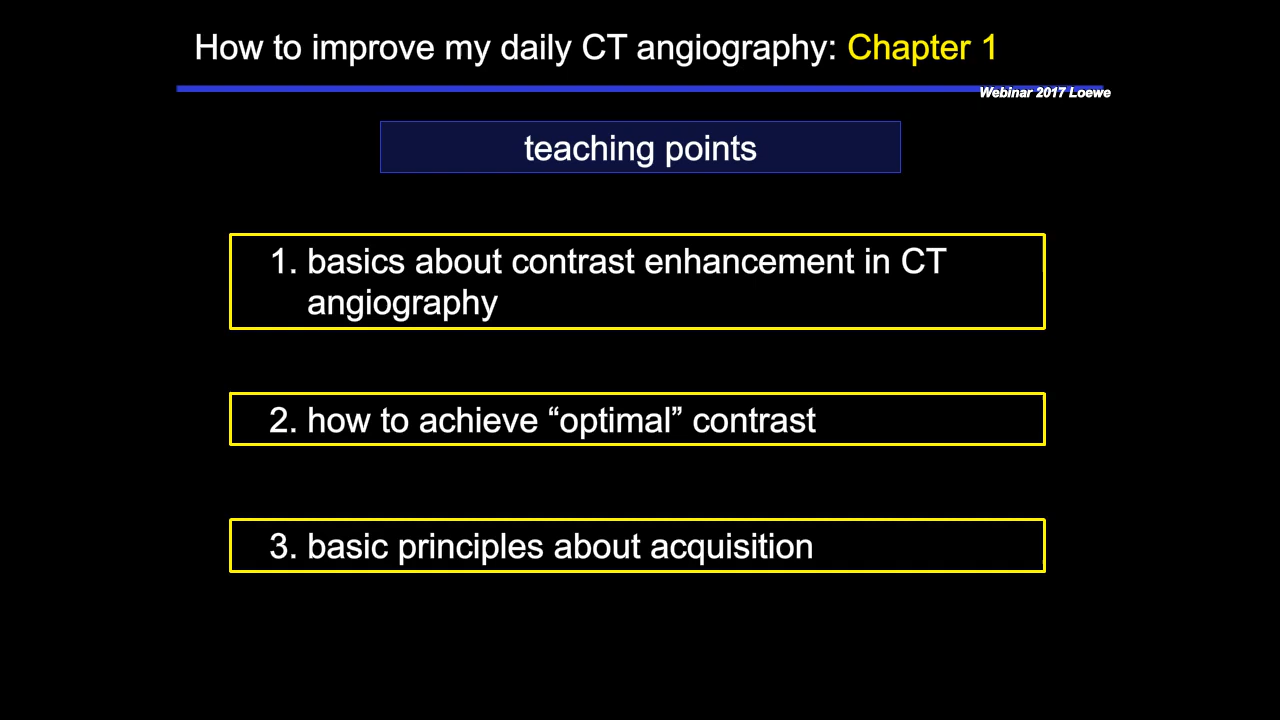 How to improve my daily CT angiography: Chapter 1
Webinar 2017 Loewe
teaching points
1. basics about contrast enhancement in CT
angiography
2. how to achieve “optimal” contrast
3. basic principles about acquisition